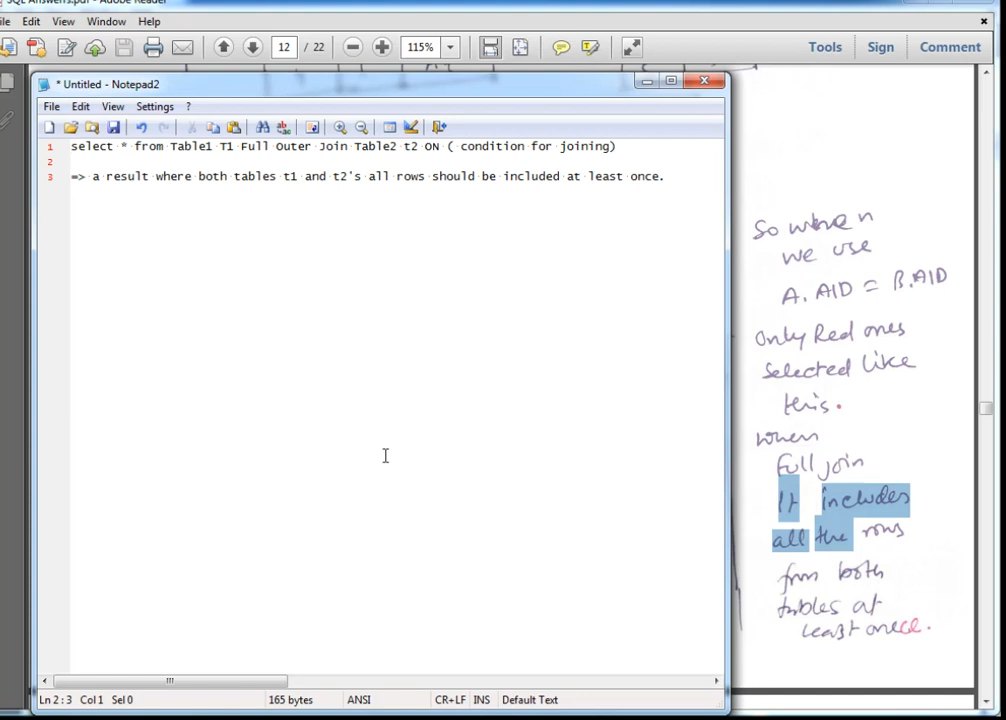 SQL Answers.pdf - Adobe Reader
File Edit View Window Help
12 / 22 115% Tools Sign Comment
* Untitled - Notepad2
File Edit View Settings ?
1 select * from Table1 T1 Full Outer Join Table2 t2 ON ( condition for joining)
2
3 => a result where both tables t1 and t2's all rows should be included at least once.
So when
we use
A. AID = B.AID
Only Red ones
selected like
this.
when
Full join
It includes
all the rows
from both
tables at
least onece.
Ln 2 : 3 Col 1 Sel 0 165 bytes ANSI CR+LF INS Default Text